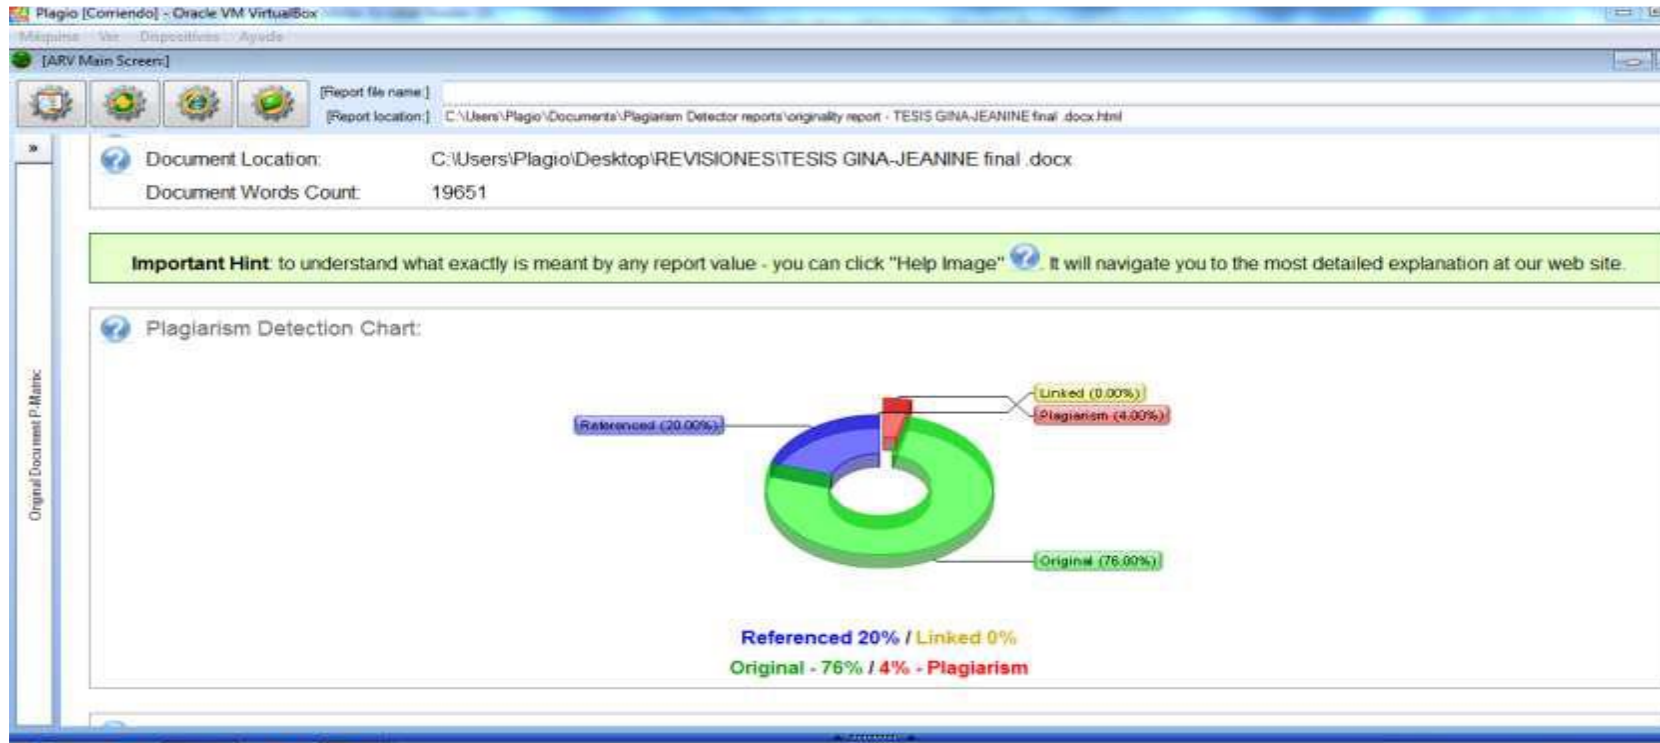 Plagio [Corriendo] - Oracle VM VirtualBox
Máquina Ver Dispositivos Ayuda
[ARV Main Screen:]
[Report file name:]
[Report location:] C:\Users\Plagio\Documents\Plagiarism Detector reports\originality report - TESIS GINA-JEANINE final .docx.html
»
Document Location: C:\Users\Plagio\Desktop\REVISIONES\TESIS GINA-JEANINE final .docx
Document Words Count: 19651
Important Hint: to understand what exactly is meant by any report value - you can click "Help Image" . It will navigate you to the most detailed explanation at our web site.
Plagiarism Detection Chart:
Original Document P-Matrix:
Linked (0.00%)
Plagiarism (4.00%)
Referenced (20.00%)
Original (76.00%)
Referenced 20% / Linked 0%
Original - 76% / 4% - Plagiarism